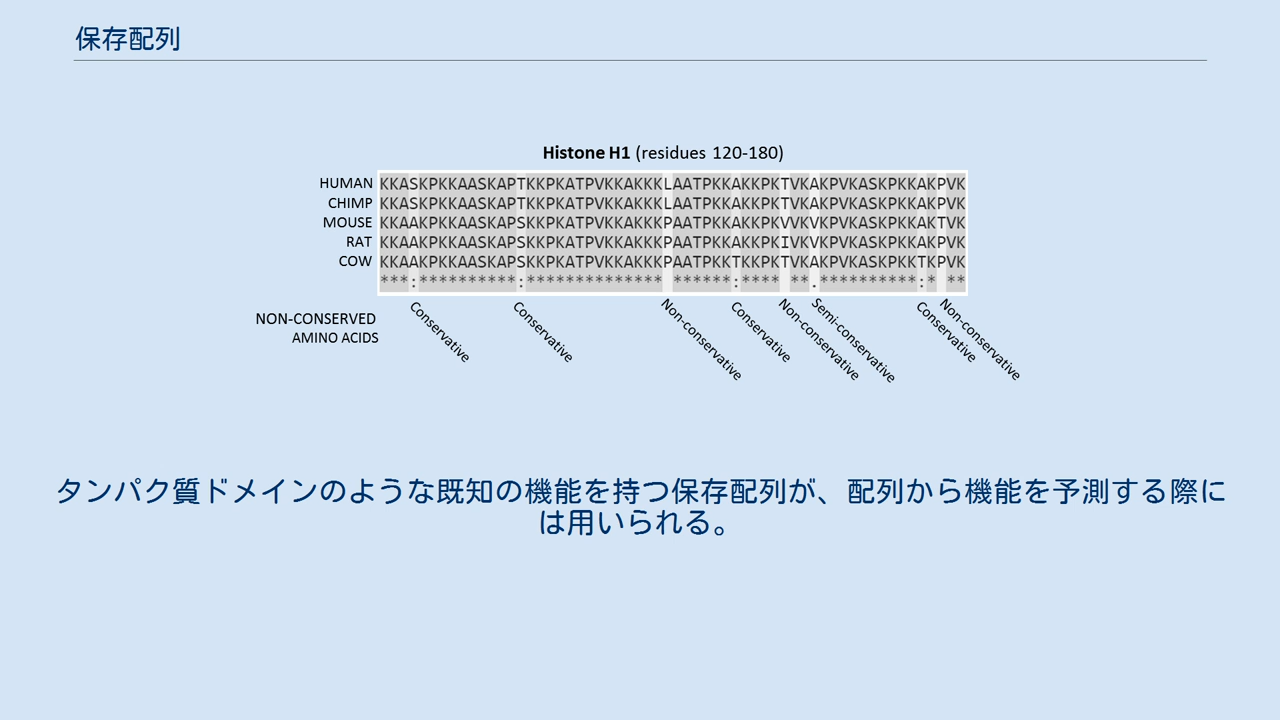 保存配列
Histone H1 (residues 120-180)
HUMAN KKASKPKKAASKAPTKKPKATPVKKAKKKLAATPKKAKKPKTVKAKPVKASKPKKAKPVK
CHIMP KKASKPKKAASKAPTKKPKATPVKKAKKKLAATPKKAKKPKTVKAKPVKASKPKKAKPVK
MOUSE KKAAKPKKAASKAPSKKPKATPVKKAKKKPAATPKKAKKPKVVKVKPVKASKPKKAKTVK
RAT KKAAKPKKAASKAPSKKPKATPVKKAKKKPAATPKKAKKPKIVKVKPVKASKPKKAKPVK
COW KKAAKPKKAASKAPSKKPKATPVKKAKKKPAATPKKTKKPKTVKAKPVKASKPKKTKPVK
***:**********:************** ******:**** **.**********:* **
NON-CONSERVED
AMINO ACIDS
Conservative
Conservative
Non-conservative
Conservative
Non-conservative
Semi-conservative
Conservative
Non-conservative
タンパク質ドメインのような既知の機能を持つ保存配列が、配列から機能を予測する際に
は用いられる。